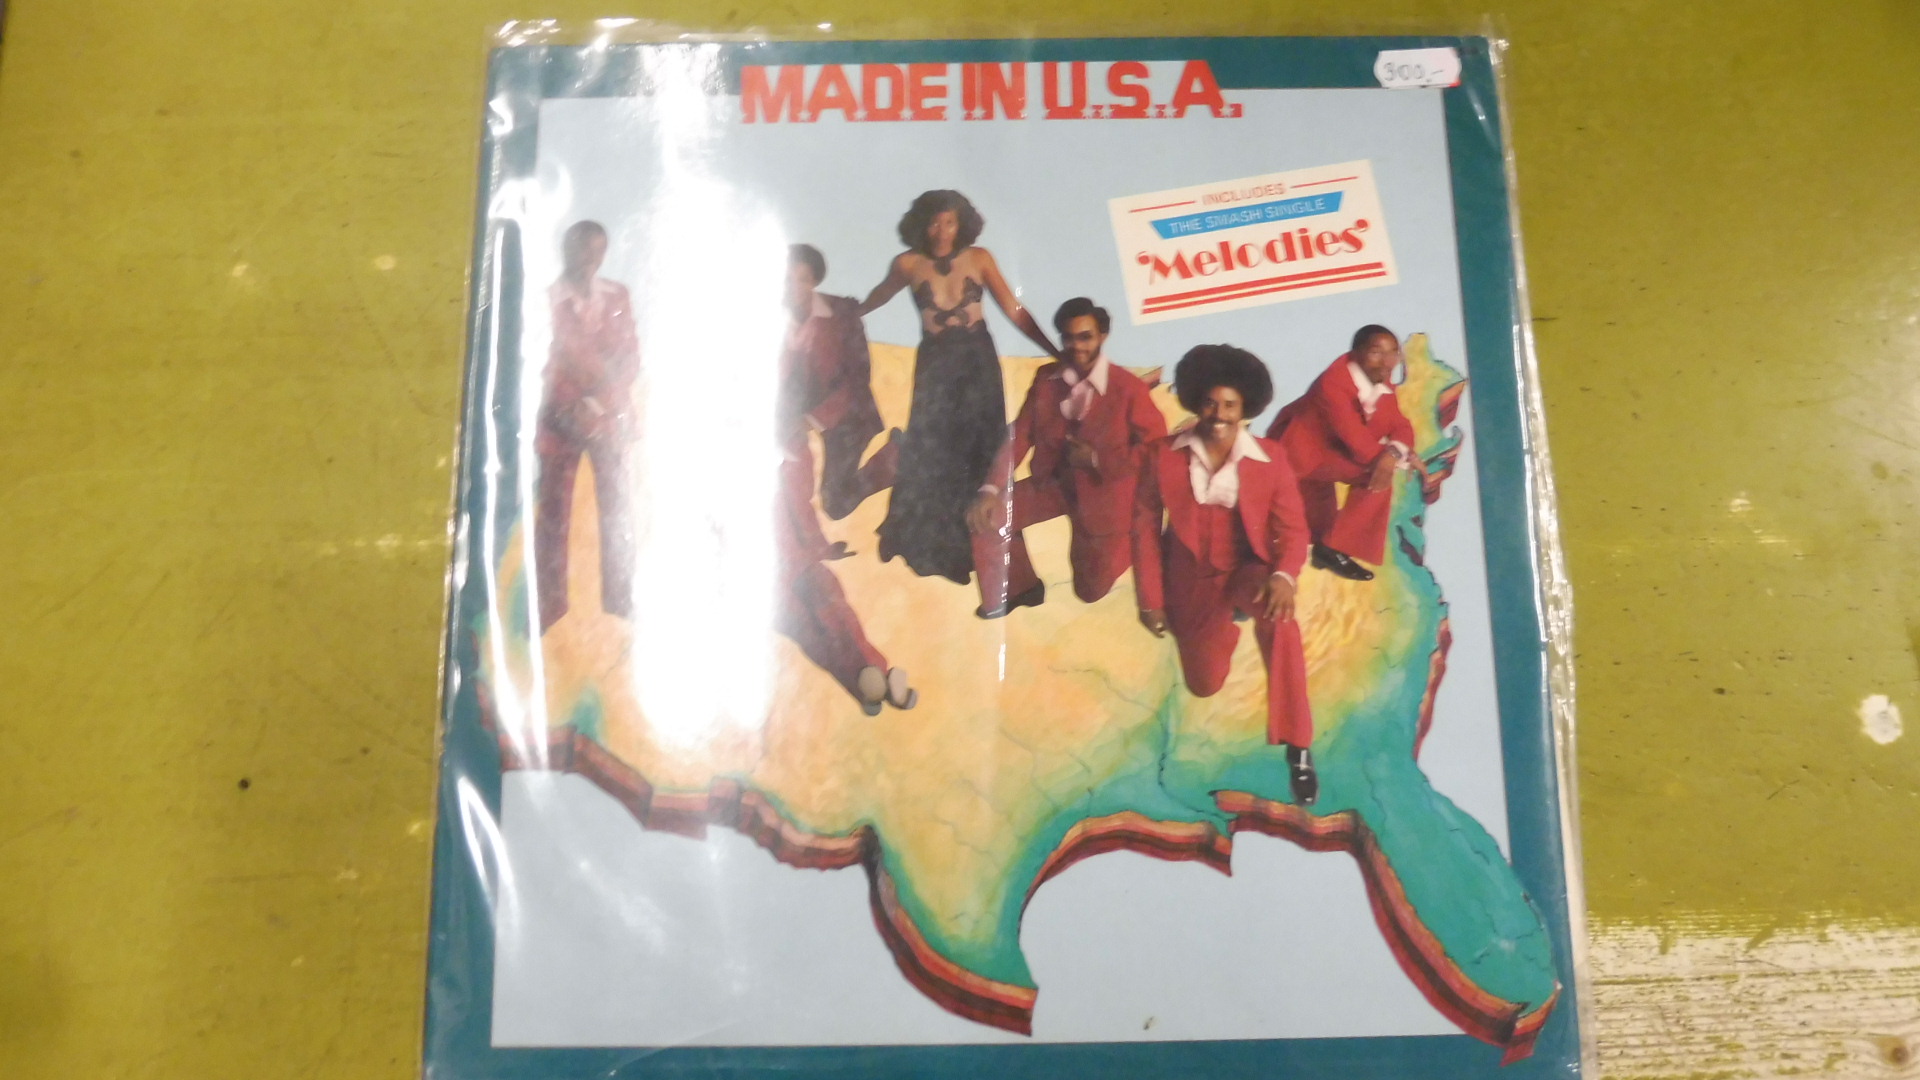 MADE IN U.S.A.
300,-
INCLUDES
THE SMASH SINGLE
'Melodies'